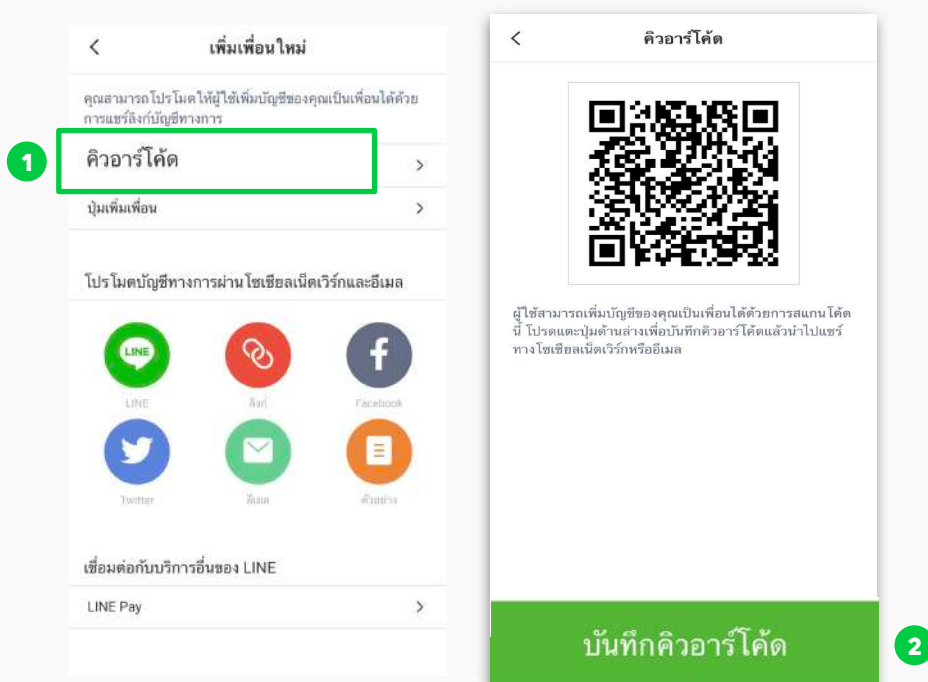 เพิ่มเพื่อนใหม่
คุณสามารถโปรโมตให้ผู้ใช้เพิ่มบัญชีของคุณเป็นเพื่อนได้ด้วย
การแชร์ลิงก์บัญชีทางการ
1
คิวอาร์โค้ด
ปุ่มเพิ่มเพื่อน
โปรโมตบัญชีทางการผ่านโซเชียลเน็ตเวิร์กและอีเมล
LINE
LINE
ลิงก์
Facebook
Twitter
อีเมล
ตัวอย่าง
เชื่อมต่อกับบริการอื่นของ LINE
LINE Pay
คิวอาร์โค้ด
ผู้ใช้สามารถเพิ่มบัญชีของคุณเป็นเพื่อนได้ด้วยการสแกนโค้ด
นี้ โปรดแตะปุ่มด้านล่างเพื่อบันทึกคิวอาร์โค้ดแล้วนำไปแชร์
ทางโซเชียลเน็ตเวิร์กหรืออีเมล
บันทึกคิวอาร์โค้ด
2